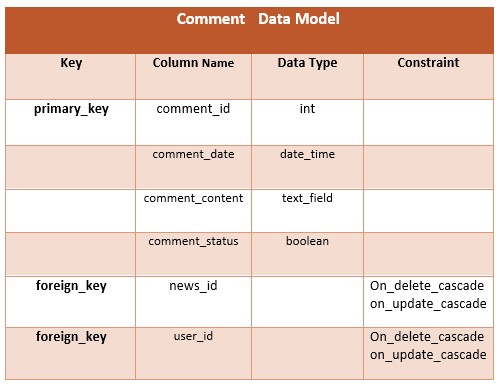 Comment Data Model
Key Column Name Data Type Constraint
primary_key comment_id int
comment_date date_time
comment_content text_field
comment_status boolean
foreign_key news_id On_delete_cascade
on_update_cascade
foreign_key user_id On_delete_cascade
on_update_cascade